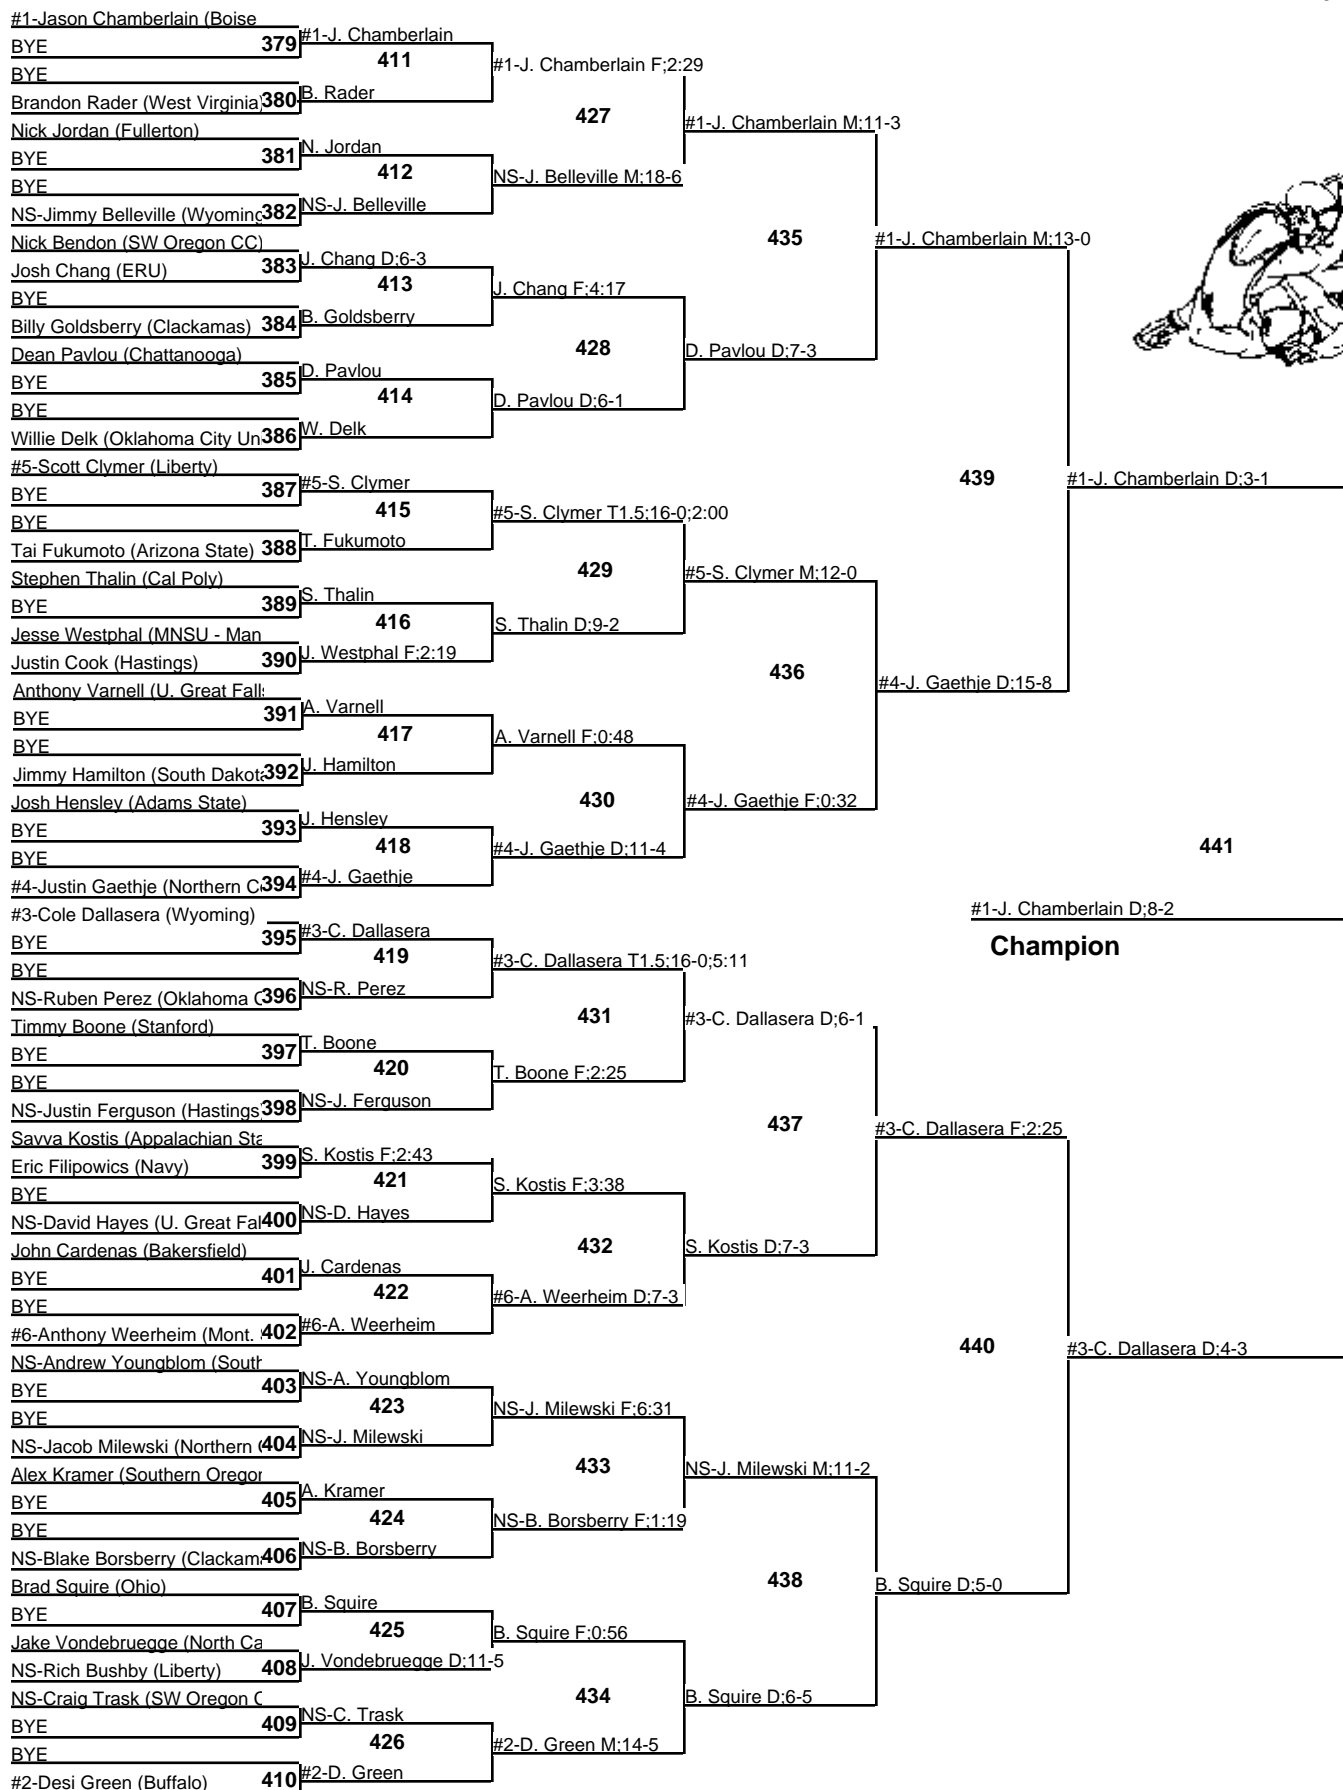 #1-Jason Chamberlain (Boise
BYE
379
#1-J. Chamberlain
411
BYE
#1-J. Chamberlain F;2:29
Brandon Rader (West Virginia)
380
B. Rader
427
Nick Jordan (Fullerton)
#1-J. Chamberlain M;11-3
BYE
381
N. Jordan
412
BYE
NS-J. Belleville M;18-6
NS-Jimmy Belleville (Wyoming
382
NS-J. Belleville
435
Nick Bendon (SW Oregon CC)
#1-J. Chamberlain M;13-0
Josh Chang (ERU)
383
J. Chang D;6-3
413
BYE
J. Chang F;4:17
Billy Goldsberry (Clackamas)
384
B. Goldsberry
428
Dean Pavlou (Chattanooga)
D. Pavlou D;7-3
BYE
385
D. Pavlou
414
BYE
D. Pavlou D;6-1
Willie Delk (Oklahoma City Un
386
W. Delk
#5-Scott Clymer (Liberty)
439
#1-J. Chamberlain D;3-1
BYE
387
#5-S. Clymer
415
BYE
#5-S. Clymer T1.5;16-0;2:00
Tai Fukumoto (Arizona State)
388
T. Fukumoto
429
Stephen Thalin (Cal Poly)
#5-S. Clymer M;12-0
BYE
389
S. Thalin
416
Jesse Westphal (MNSU - Man
S. Thalin D;9-2
Justin Cook (Hastings)
390
J. Westphal F;2:19
436
Anthony Varnell (U. Great Falls
#4-J. Gaethje D;15-8
BYE
391
A. Varnell
417
BYE
A. Varnell F;0:48
Jimmy Hamilton (South Dakota
392
J. Hamilton
430
Josh Hensley (Adams State)
#4-J. Gaethje F;0:32
BYE
393
J. Hensley
418
BYE
#4-J. Gaethje D;11-4
441
#4-Justin Gaethje (Northern C
394
#4-J. Gaethje
#3-Cole Dallasera (Wyoming)
#1-J. Chamberlain D;8-2
Champion
BYE
395
#3-C. Dallasera
419
BYE
#3-C. Dallasera T1.5;16-0;5:11
NS-Ruben Perez (Oklahoma C
396
NS-R. Perez
431
Timmy Boone (Stanford)
#3-C. Dallasera D;6-1
BYE
397
T. Boone
420
BYE
T. Boone F;2:25
NS-Justin Ferguson (Hastings
398
NS-J. Ferguson
437
Savva Kostis (Appalachian Sta
#3-C. Dallasera F;2:25
Eric Filipowics (Navy)
399
S. Kostis F;2:43
421
BYE
S. Kostis F;3:38
NS-David Hayes (U. Great Fal
400
NS-D. Hayes
432
John Cardenas (Bakersfield)
S. Kostis D;7-3
BYE
401
J. Cardenas
422
BYE
#6-A. Weerheim D;7-3
#6-Anthony Weerheim (Mont.
402
#6-A. Weerheim
440
#3-C. Dallasera D;4-3
NS-Andrew Youngblom (South
BYE
403
NS-A. Youngblom
423
BYE
NS-J. Milewski F;6:31
NS-Jacob Milewski (Northern
404
NS-J. Milewski
433
Alex Kramer (Southern Oregon
NS-J. Milewski M;11-2
BYE
405
A. Kramer
424
BYE
NS-B. Borsberry F;1:19
NS-Blake Borsberry (Clackama
406
NS-B. Borsberry
438
Brad Squire (Ohio)
B. Squire D;5-0
BYE
407
B. Squire
425
Jake Vondebruegge (North Ca
B. Squire F;0:56
NS-Rich Bushby (Liberty)
408
J. Vondebruegge D;11-5
434
NS-Craig Trask (SW Oregon C
B. Squire D;6-5
BYE
409
NS-C. Trask
426
BYE
#2-D. Green M;14-5
#2-Desi Green (Buffalo)
410
#2-D. Green